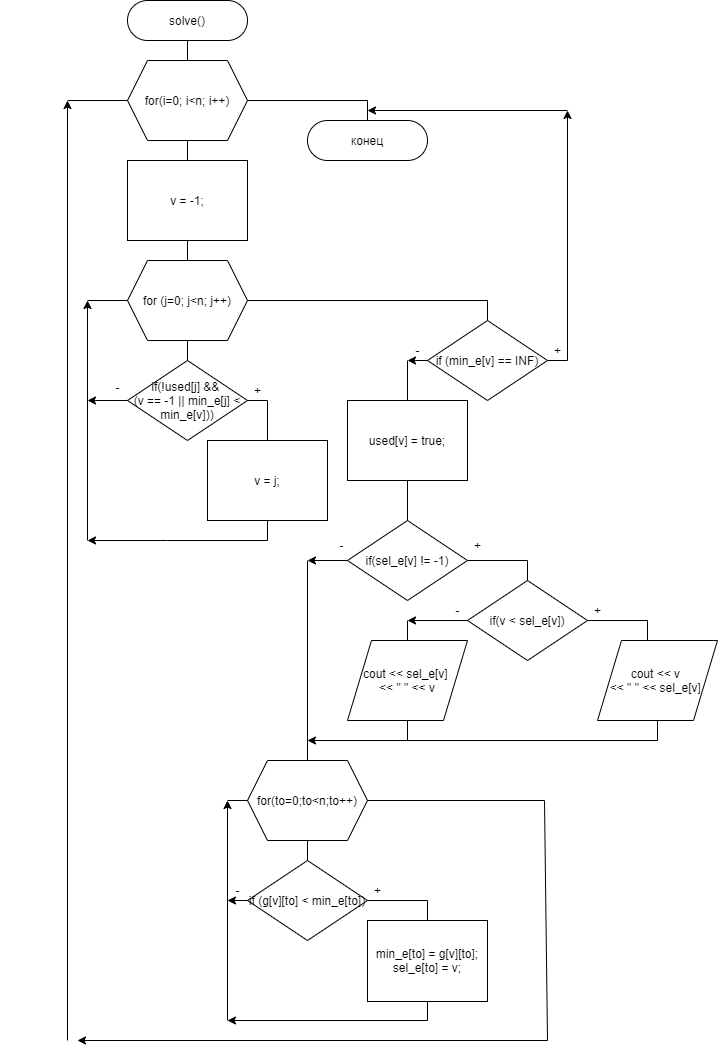 solve()
for(i=0; i<n; i++)
конец
v = -1;
for (j=0; j<n; j++)
if (min_e[v] == INF)
-
+
if(!used[j] &&
(v == -1 || min_e[j] <
min_e[v]))
-
+
used[v] = true;
v = j;
if(sel_e[v] != -1)
-
+
if(v < sel_e[v])
-
+
cout << sel_e[v]
<< " " << v
cout << v
<< " " << sel_e[v]
for(to=0;to<n;to++)
if (g[v][to] < min_e[to])
-
+
min_e[to] = g[v][to];
sel_e[to] = v;